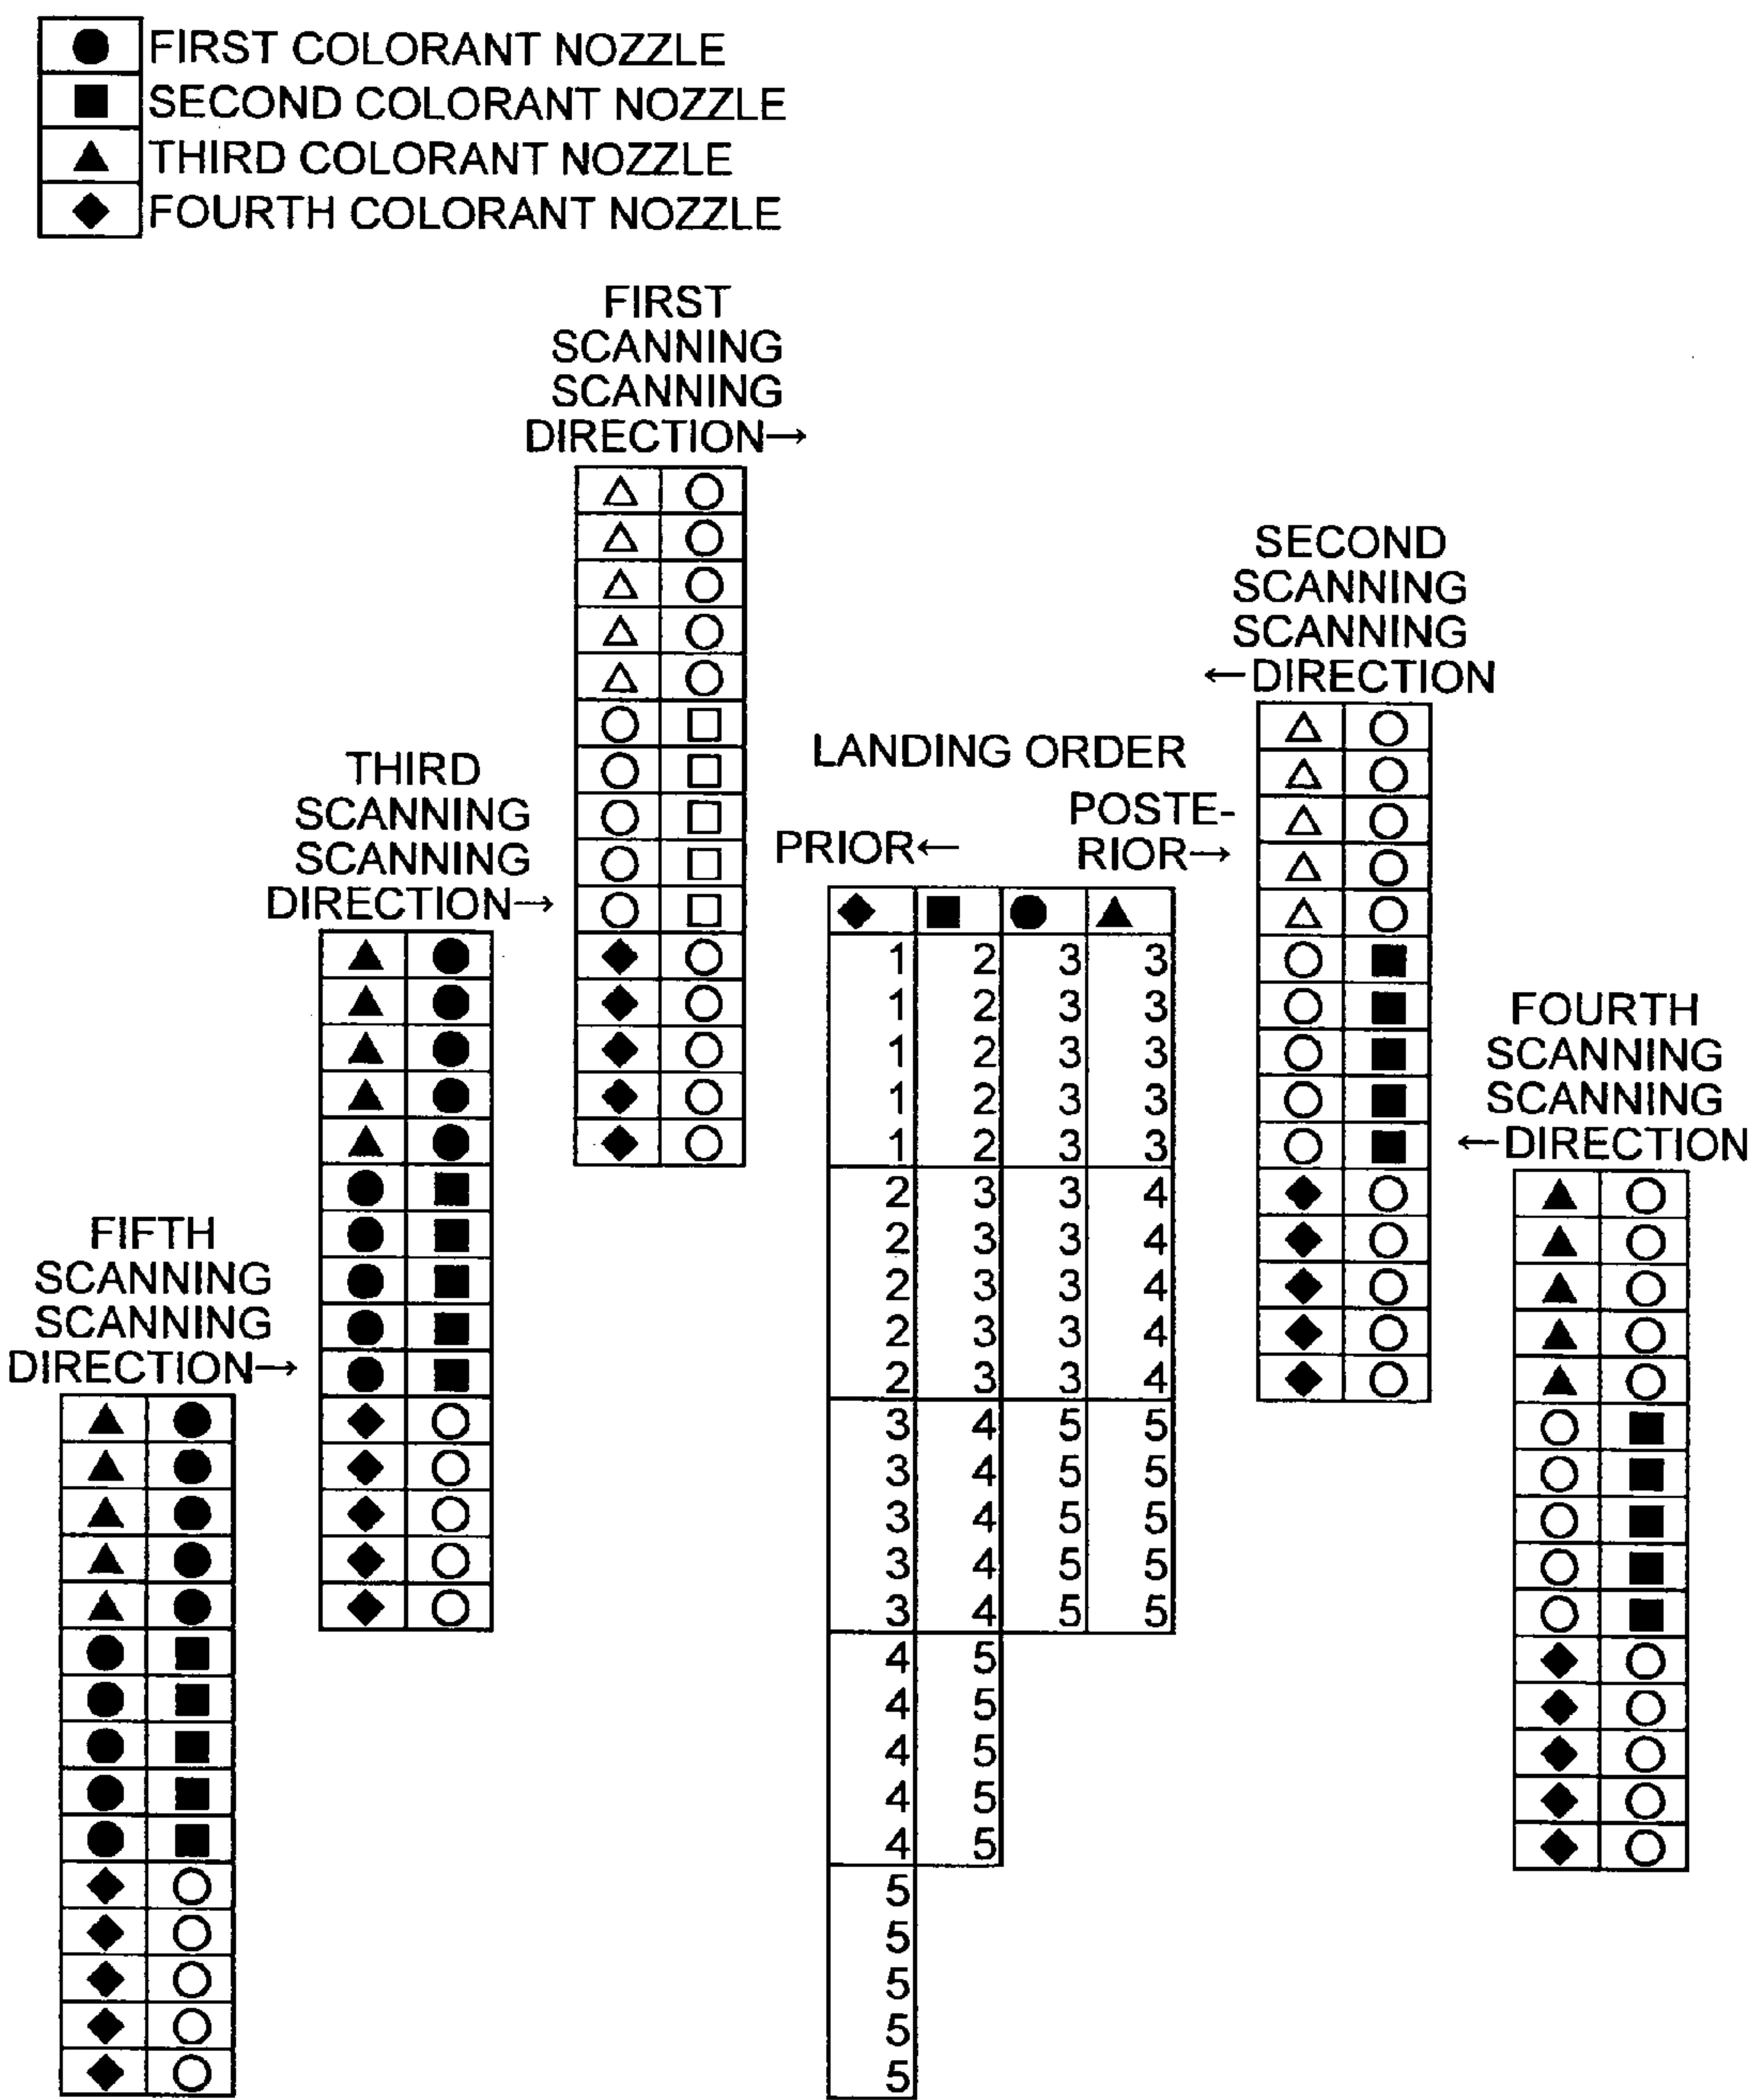 ● FIRST COLORANT NOZZLE
■ SECOND COLORANT NOZZLE
▲ THIRD COLORANT NOZZLE
◆ FOURTH COLORANT NOZZLE
FIRST
SCANNING
SCANNING
DIRECTION→
SECOND
SCANNING
SCANNING
←DIRECTION
THIRD
SCANNING
SCANNING
DIRECTION→
FOURTH
SCANNING
SCANNING
←DIRECTION
FIFTH
SCANNING
SCANNING
DIRECTION→
LANDING ORDER
PRIOR←
POSTE-
RIOR→
◆ ■ ● ▲
1 2 3 3
1 2 3 3
1 2 3 3
1 2 3 3
1 2 3 3
2 3 3 4
2 3 3 4
2 3 3 4
2 3 3 4
2 3 3 4
3 4 5 5
3 4 5 5
3 4 5 5
3 4 5 5
3 4 5 5
4 5
4 5
4 5
4 5
4 5
5
5
5
5
5